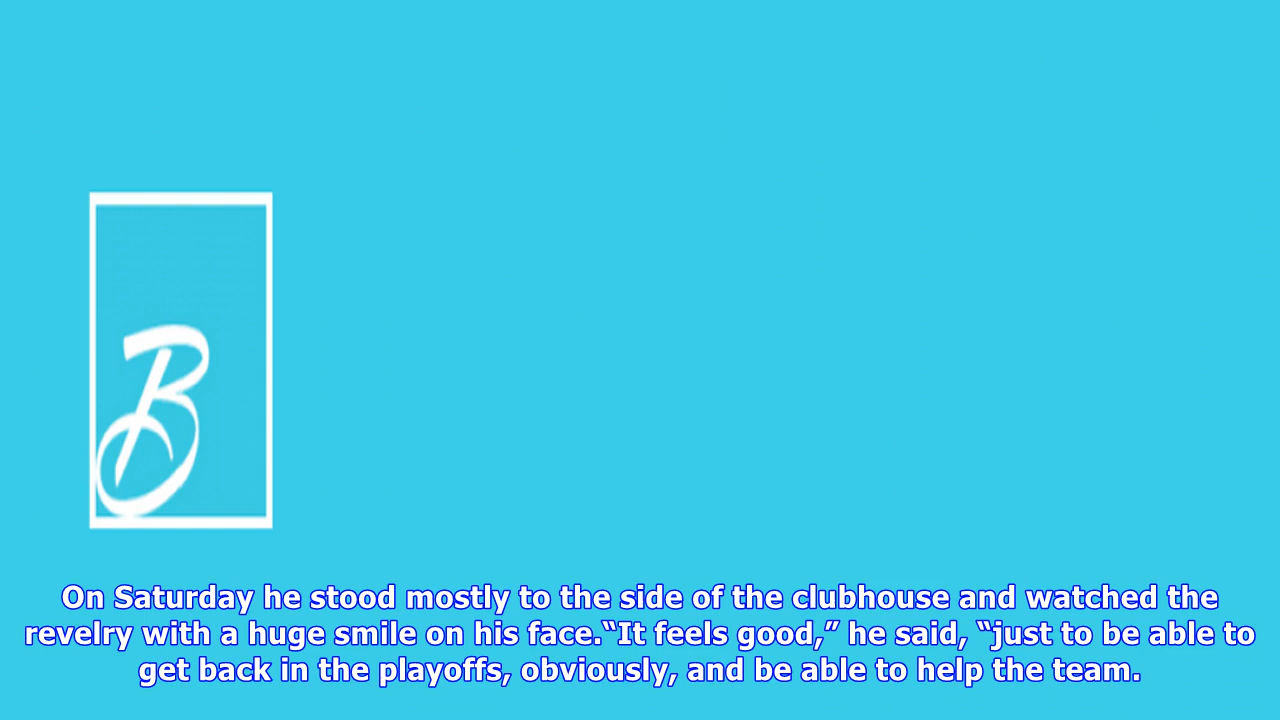 B
On Saturday he stood mostly to the side of the clubhouse and watched the
revelry with a huge smile on his face.“It feels good,” he said, “just to be able to
get back in the playoffs, obviously, and be able to help the team.